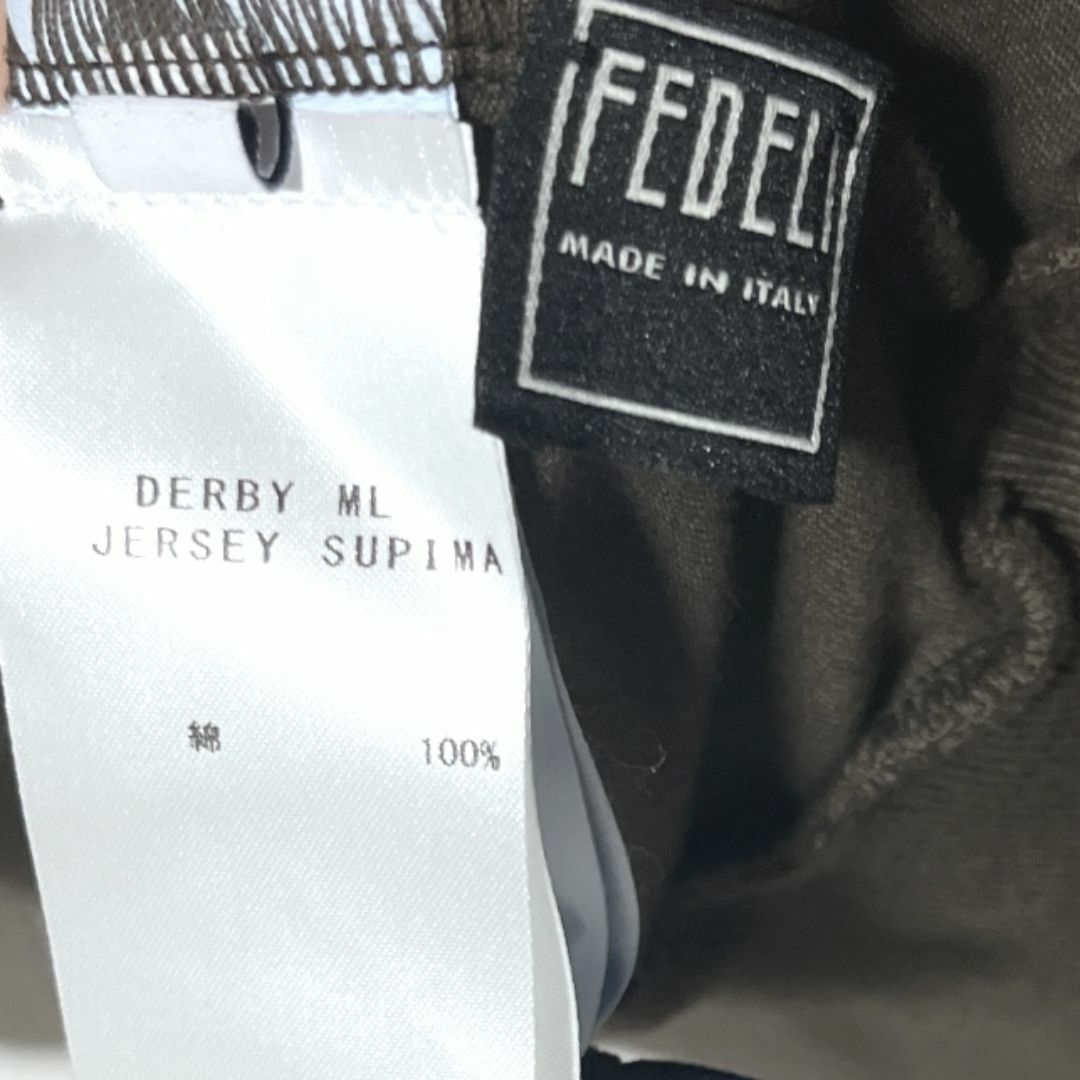 FEDELI
MADE IN ITALY
DERBY ML
JERSEY SUPIMA
綿 100%